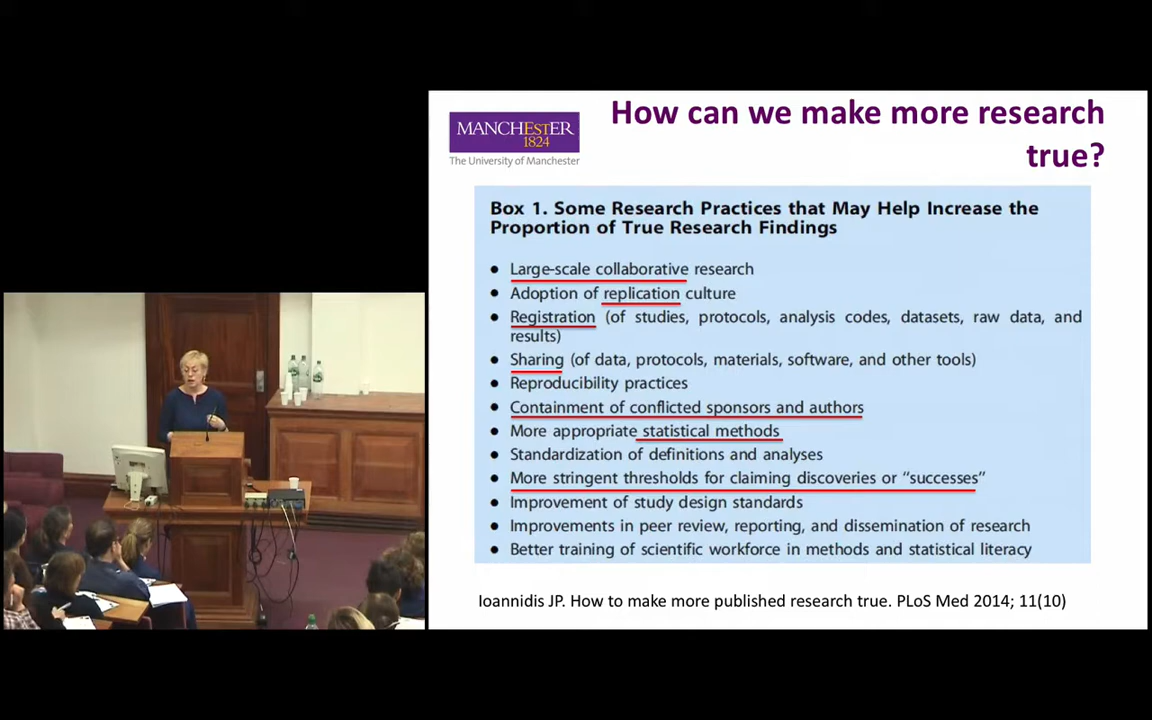 MANCHESTER
1824
The University of Manchester
How can we make more research
true?
Box 1. Some Research Practices that May Help Increase the
Proportion of True Research Findings
● Large-scale collaborative research
● Adoption of replication culture
● Registration (of studies, protocols, analysis codes, datasets, raw data, and
results)
● Sharing (of data, protocols, materials, software, and other tools)
● Reproducibility practices
● Containment of conflicted sponsors and authors
● More appropriate statistical methods
● Standardization of definitions and analyses
● More stringent thresholds for claiming discoveries or “successes”
● Improvement of study design standards
● Improvements in peer review, reporting, and dissemination of research
● Better training of scientific workforce in methods and statistical literacy
Ioannidis JP. How to make more published research true. PLoS Med 2014; 11(10)